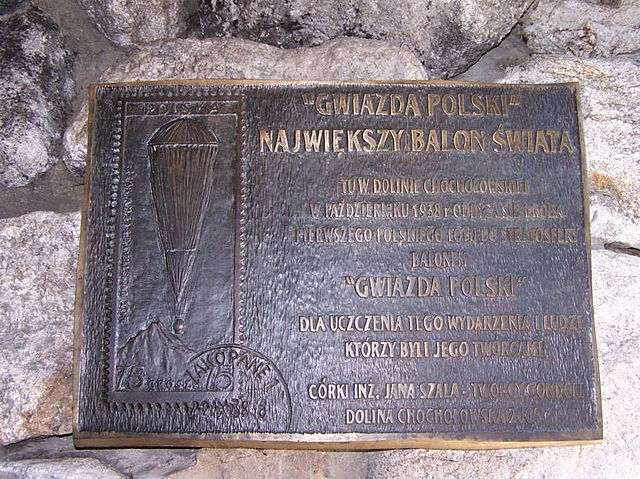 POLSKA
75 GROSZY 75
ZAKOPANE 1
"GWIAZDA POLSKI"
NAJWIĘKSZY BALON ŚWIATA
TU W DOLINIE CHOCHOŁOWSKIEJ
W PAŹDZIERNIKU 1938 r ODBYŁA SIĘ PRÓBA
PIERWSZEGO POLSKIEGO LOTU DO STRATOSFERY
BALONEM
"GWIAZDA POLSKI"
DLA UCZCZENIA TEGO WYDARZENIA I LUDZI
KTÓRZY BYLI JEGO TWÓRCAMI
CÓRKI INŻ. JANA SZALA - TWÓRCY GONDOLI
DOLINA CHOCHOŁOWSKA